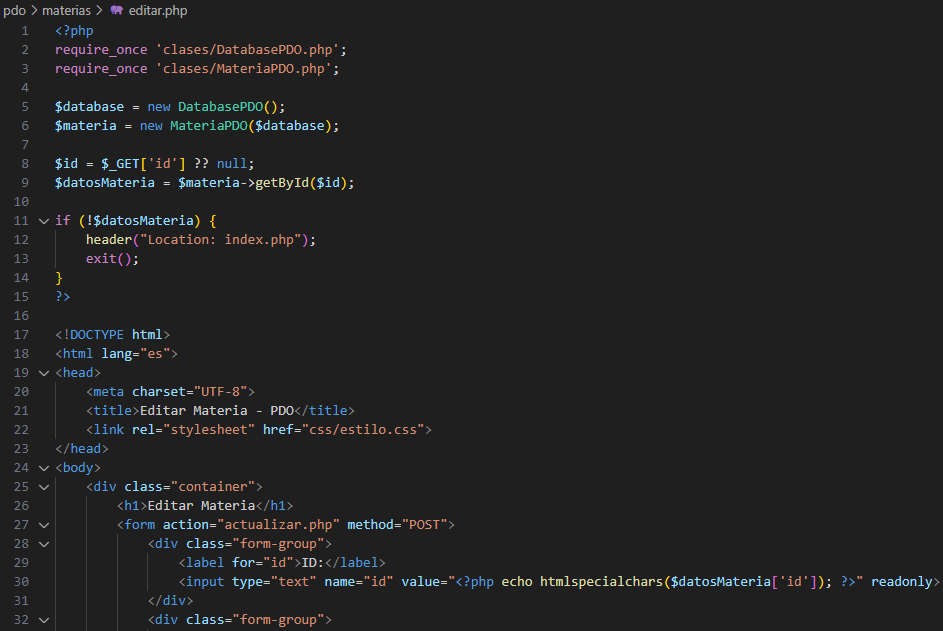 pdo > materias > editar.php
1 <?php
2 require_once 'clases/DatabasePDO.php';
3 require_once 'clases/MateriaPDO.php';
4
5 $database = new DatabasePDO();
6 $materia = new MateriaPDO($database);
7
8 $id = $_GET['id'] ?? null;
9 $datosMateria = $materia->getById($id);
10
11 if (!$datosMateria) {
12     header("Location: index.php");
13     exit();
14 }
15 ?>
16
17 <!DOCTYPE html>
18 <html lang="es">
19 <head>
20     <meta charset="UTF-8">
21     <title>Editar Materia - PDO</title>
22     <link rel="stylesheet" href="css/estilo.css">
23 </head>
24 <body>
25     <div class="container">
26         <h1>Editar Materia</h1>
27         <form action="actualizar.php" method="POST">
28             <div class="form-group">
29                 <label for="id">ID:</label>
30                 <input type="text" name="id" value="<?php echo htmlspecialchars($datosMateria['id']); ?>" readonly>
31             </div>
32             <div class="form-group">